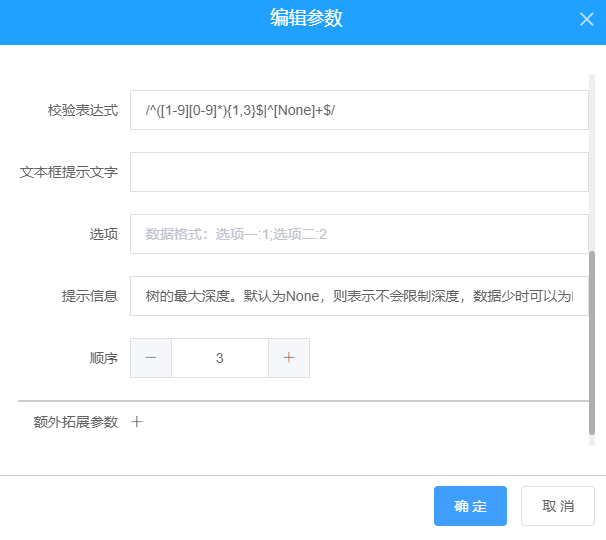 编辑参数
校验表达式 /^([1-9][0-9]*){1,3}$|^[None]+$/
文本框提示文字
选项 数据格式：选项一:1;选项二:2
提示信息 树的最大深度。默认为None，则表示不会限制深度，数据少时可以为
顺序 3
额外拓展参数
确 定 取 消